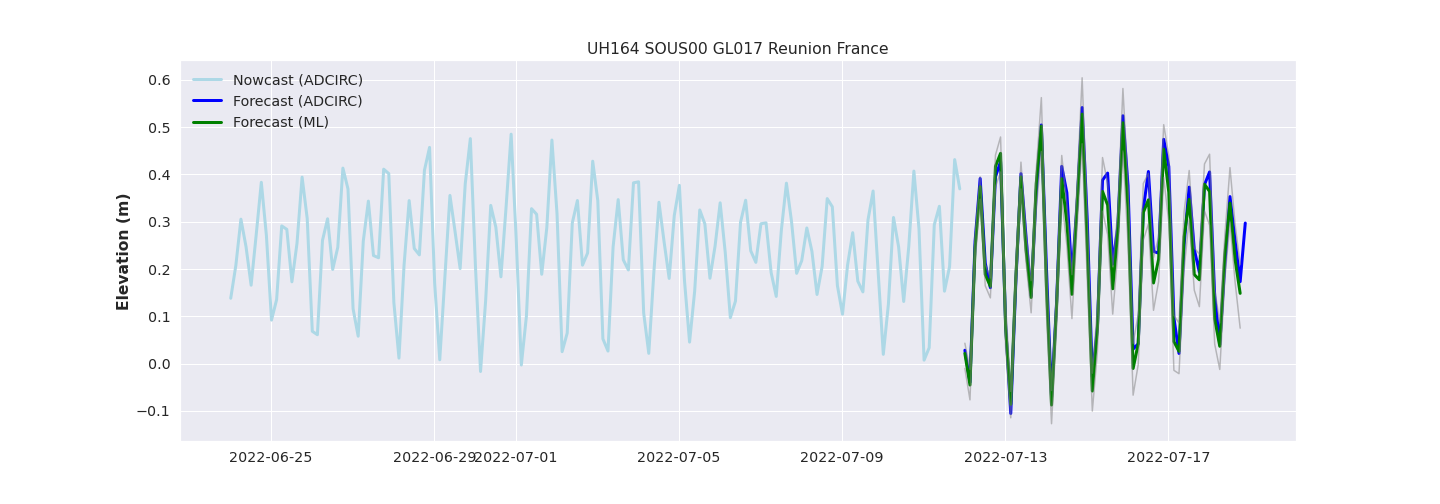 UH164 SOUS00 GL017 Reunion France
Nowcast (ADCIRC)
Forecast (ADCIRC)
Forecast (ML)
Elevation (m)
0.6
0.5
0.4
0.3
0.2
0.1
0.0
−0.1
2022-06-25 2022-06-29 2022-07-01 2022-07-05 2022-07-09 2022-07-13 2022-07-17